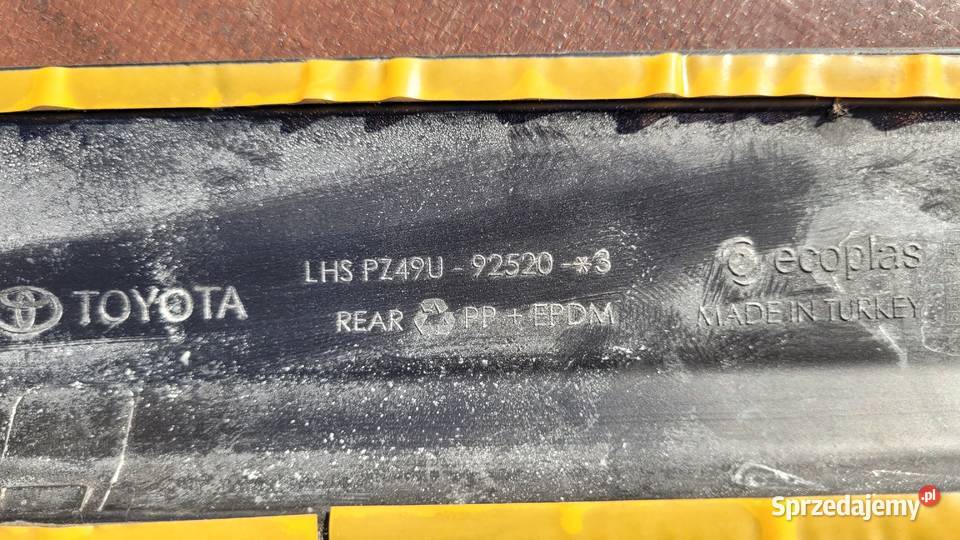 TOYOTA
LHS PZ49U - 92520 -*3
REAR PP + EPDM
ecoplas
MADE IN TURKEY
Sprzedajemy.pl